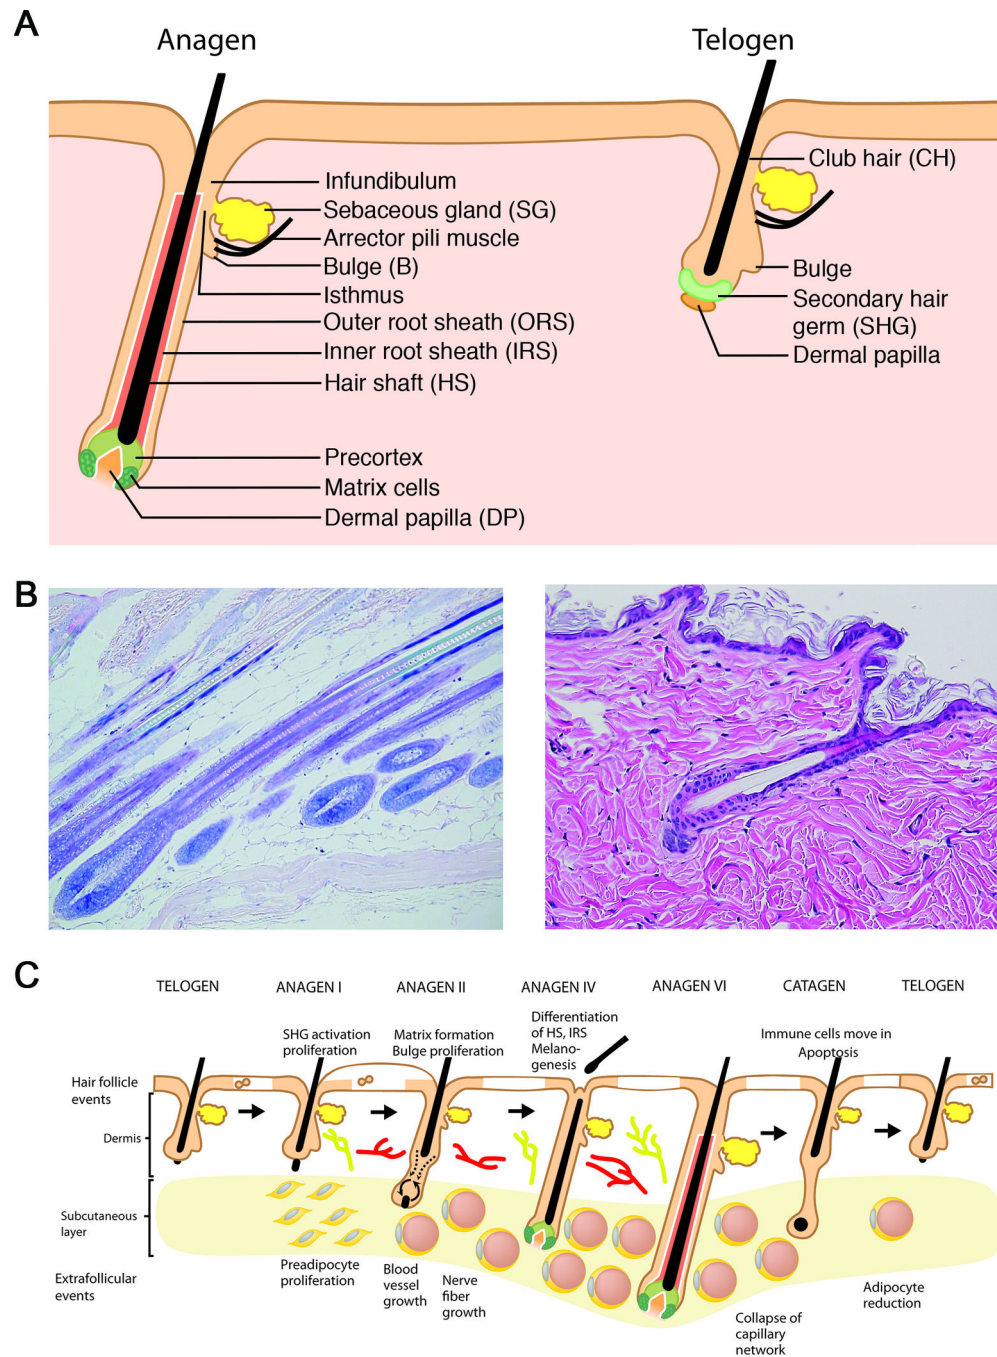 A
Anagen
Telogen
Infundibulum
Sebaceous gland (SG)
Arrector pili muscle
Bulge (B)
Isthmus
Outer root sheath (ORS)
Inner root sheath (IRS)
Hair shaft (HS)
Precortex
Matrix cells
Dermal papilla (DP)
Club hair (CH)
Bulge
Secondary hair
germ (SHG)
Dermal papilla
B
C
TELOGEN
ANAGEN I
ANAGEN II
ANAGEN IV
ANAGEN VI
CATAGEN
TELOGEN
SHG activation
proliferation
Matrix formation
Bulge proliferation
Differentiation
of HS, IRS
Melano-
genesis
Immune cells move in
Apoptosis
Hair follicle
events
Dermis
Subcutaneous
layer
Extrafollicular
events
Preadipocyte
proliferation
Blood
vessel
growth
Nerve
fiber
growth
Collapse of
capillary
network
Adipocyte
reduction